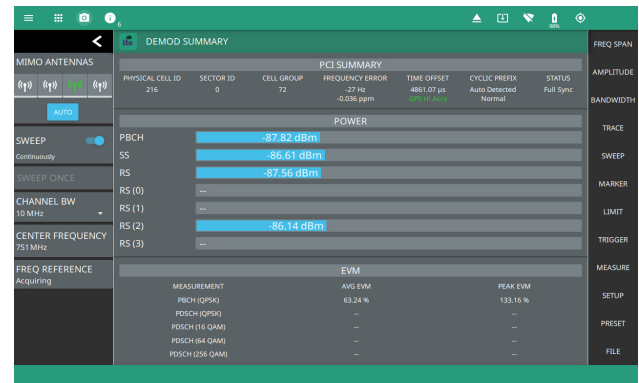 6
98%
DEMOD SUMMARY
FREQ SPAN
AMPLITUDE
BANDWIDTH
TRACE
SWEEP
MARKER
LIMIT
TRIGGER
MEASURE
SETUP
PRESET
FILE
MIMO ANTENNAS
AUTO
SWEEP
Continuously
SWEEP ONCE
CHANNEL BW
10 MHz
CENTER FREQUENCY
751 MHz
FREQ REFERENCE
Acquiring
PCI SUMMARY
PHYSICAL CELL ID SECTOR ID CELL GROUP FREQUENCY ERROR TIME OFFSET CYCLIC PREFIX STATUS
216 0 72 -27 Hz 4861.07 µs Auto Detected Full Sync
-0.036 ppm GPS Hi Accy Normal
POWER
PBCH -87.82 dBm
SS -86.61 dBm
RS -87.56 dBm
RS (0) --
RS (1) --
RS (2) -86.14 dBm
RS (3) --
EVM
MEASUREMENT AVG EVM PEAK EVM
PBCH (QPSK) 63.24 % 133.16 %
PDSCH (QPSK) -- --
PDSCH (16 QAM) -- --
PDSCH (64 QAM) -- --
PDSCH (256 QAM) -- --